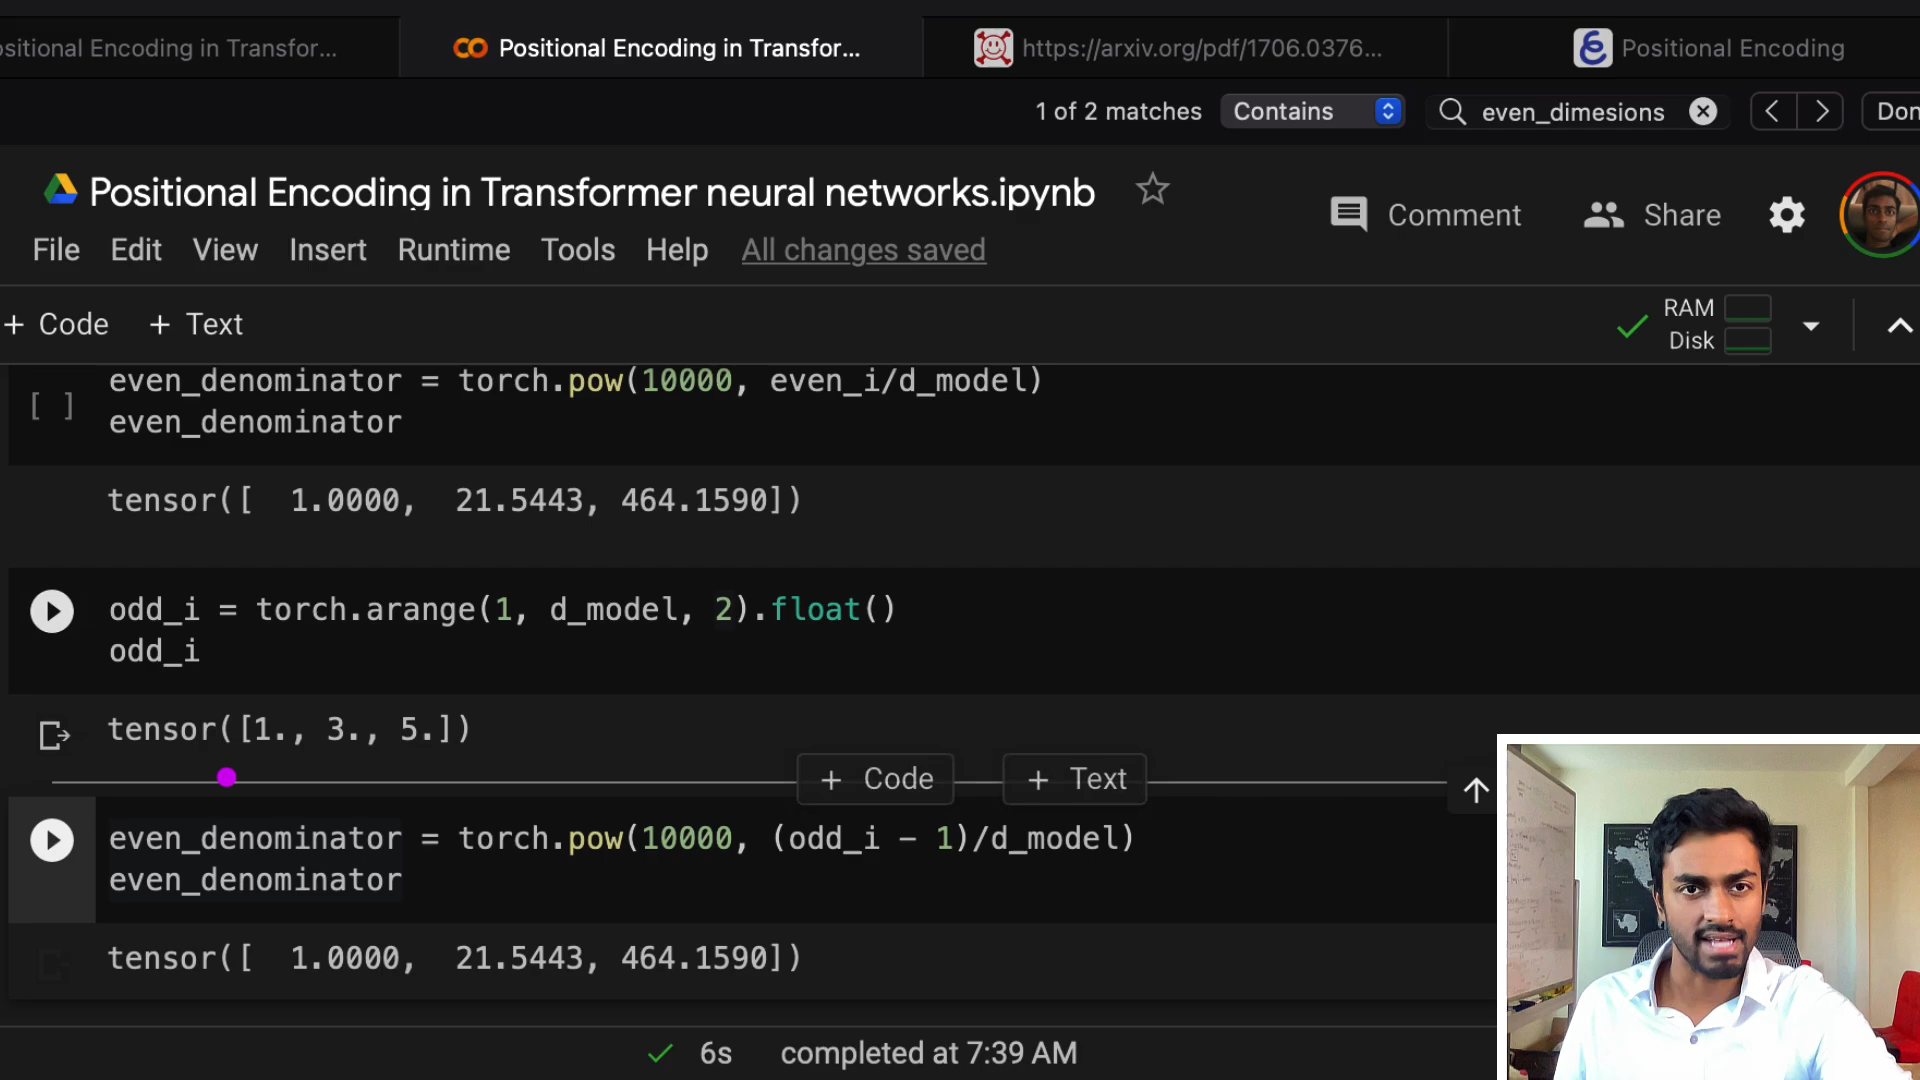 ositional Encoding in Transfor...
Positional Encoding in Transfor...
https://arxiv.org/pdf/1706.0376...
Positional Encoding
1 of 2 matches
Contains
even_dimesions
Don
Positional Encoding in Transformer neural networks.ipynb
Comment
Share
File Edit View Insert Runtime Tools Help All changes saved
+ Code + Text
RAM
Disk
even_denominator = torch.pow(10000, even_i/d_model)
[ ]
even_denominator
tensor([ 1.0000, 21.5443, 464.1590])
odd_i = torch.arange(1, d_model, 2).float()
odd_i
tensor([1., 3., 5.])
+ Code
+ Text
even_denominator = torch.pow(10000, (odd_i - 1)/d_model)
even_denominator
tensor([ 1.0000, 21.5443, 464.1590])
6s completed at 7:39 AM